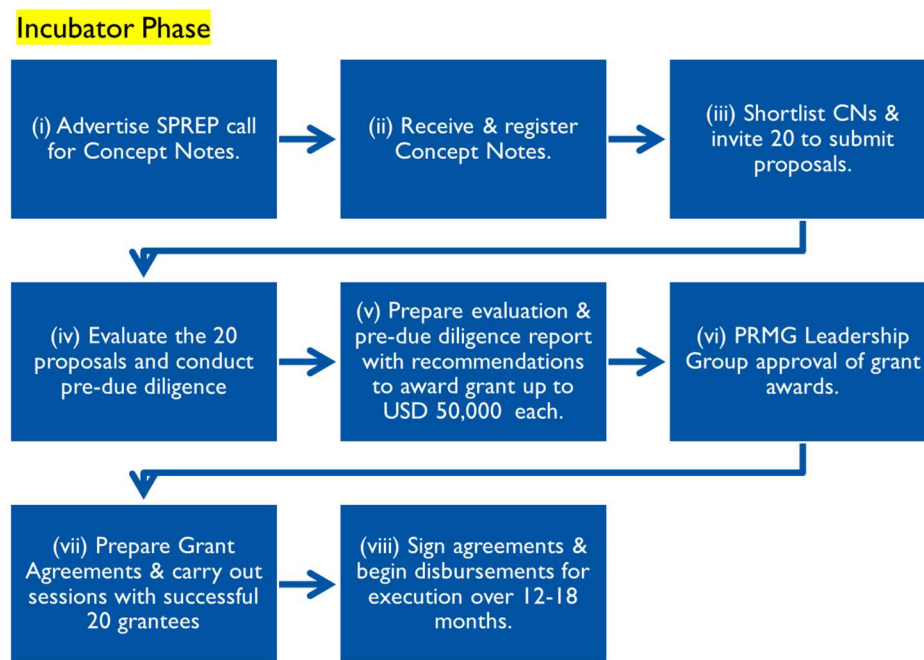 Incubator Phase
(i) Advertise SPREP call
for Concept Notes.
(ii) Receive & register
Concept Notes.
(iii) Shortlist CNs &
invite 20 to submit
proposals.
(iv) Evaluate the 20
proposals and conduct
pre-due diligence
(v) Prepare evaluation &
pre-due diligence report
with recommendations
to award grant up to
USD 50,000 each.
(vi) PRMG Leadership
Group approval of grant
awards.
(vii) Prepare Grant
Agreements & carry out
sessions with successful
20 grantees
(viii) Sign agreements &
begin disbursements for
execution over 12-18
months.